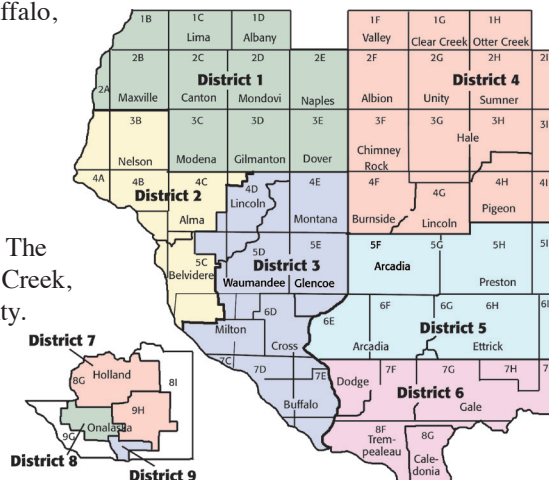 ffalo,
1B 1C 1D 1F 1G 1H
Lima Albany Valley Clear Creek Otter Creek
2B 2C 2D 2E 2F 2G 2H 2I
District 1 District 4
2A Maxville Canton Mondovi Naples Albion Unity Sumner
3B 3C 3D 3E 3F 3G 3H 3I
Hale
Nelson Modena Gilmanton Dover Chimney
Rock
4A 4B 4C 4D 4E 4F 4G 4H 4I
District 2 Lincoln
Alma Montana Burnside Lincoln Pigeon
The
Creek,
ty.
5C 5D 5E 5F 5G 5H 5I
Belvidere District 3 Arcadia
Waumandee Glencoe Preston
6D 6E 6F 6G 6H
Milton District 5
Cross Arcadia Ettrick
7C 7D 7E 7F 7G 7H 7
Dodge District 6
Buffalo Gale
8F 8G
Trem-
pealeau Cale-
donia
District 7
Holland
8G 8I
9H
Onalaska
9G
District 8
District 9